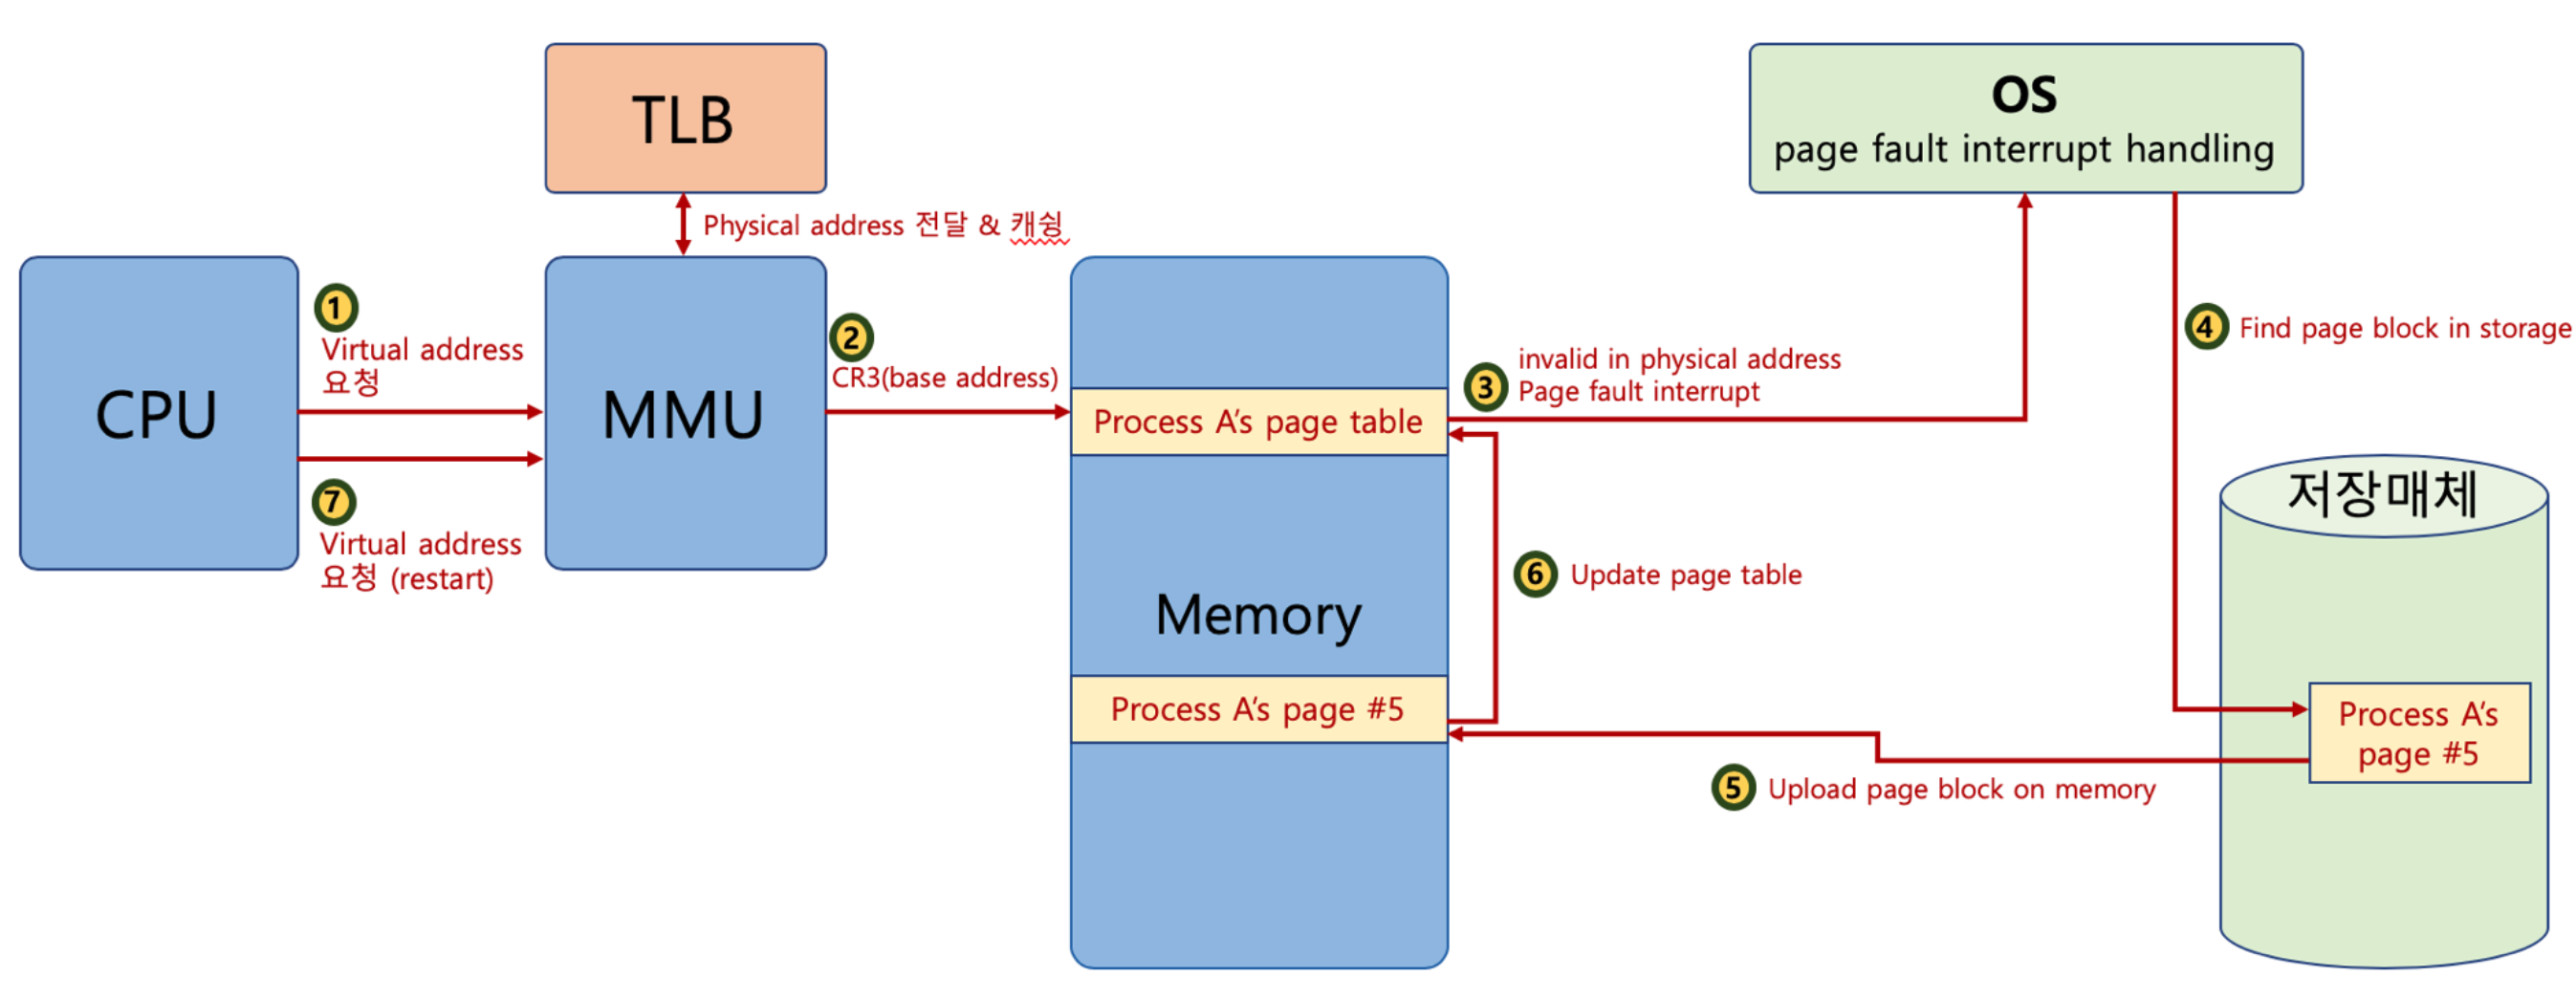 TLB
OS
page fault interrupt handling
Physical address 전달 & 캐슁
CPU
1
Virtual address
요청
7
Virtual address
요청 (restart)
MMU
2
CR3(base address)
Process A's page table
Memory
Process A's page #5
3
invalid in physical address
Page fault interrupt
4
Find page block in storage
저장매체
6
Update page table
Process A's
page #5
5
Upload page block on memory